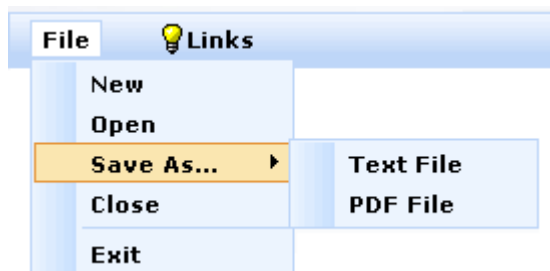 File Links
New
Open
Save As... Text File
Close PDF File
Exit